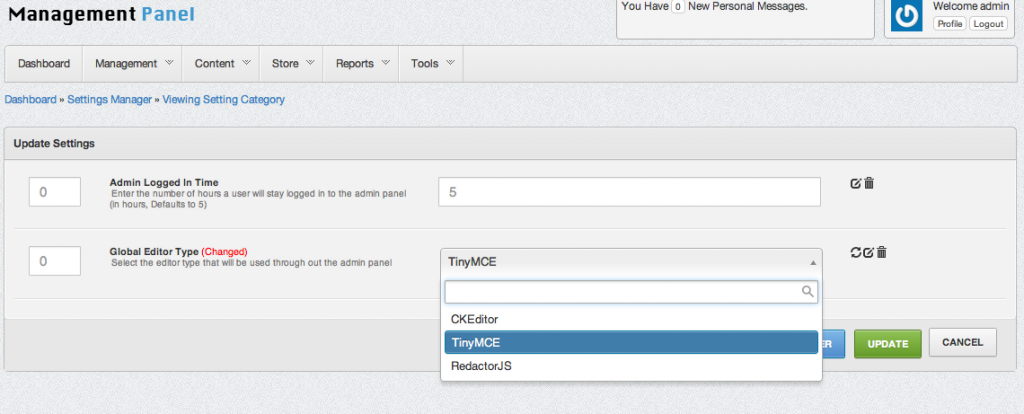 Management Panel
You Have 0 New Personal Messages.
Welcome admin
Profile Logout
Dashboard Management Content Store Reports Tools
Dashboard » Settings Manager » Viewing Setting Category
Update Settings
0
Admin Logged In Time
Enter the number of hours a user will stay logged in to the admin panel
(in hours, Defaults to 5)
5
0
Global Editor Type (Changed)
Select the editor type that will be used through out the admin panel
TinyMCE
CKEditor
TinyMCE
RedactorJS
UPDATE
CANCEL